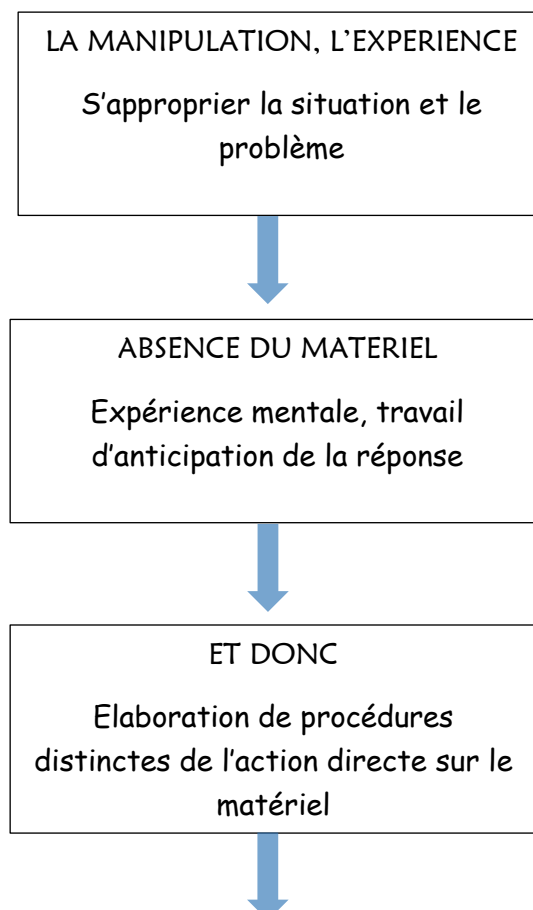 LA MANIPULATION, L'EXPERIENCE
S'approprier la situation et le
problème
ABSENCE DU MATERIEL
Expérience mentale, travail
d'anticipation de la réponse
ET DONC
Elaboration de procédures
distinctes de l'action directe sur le
matériel